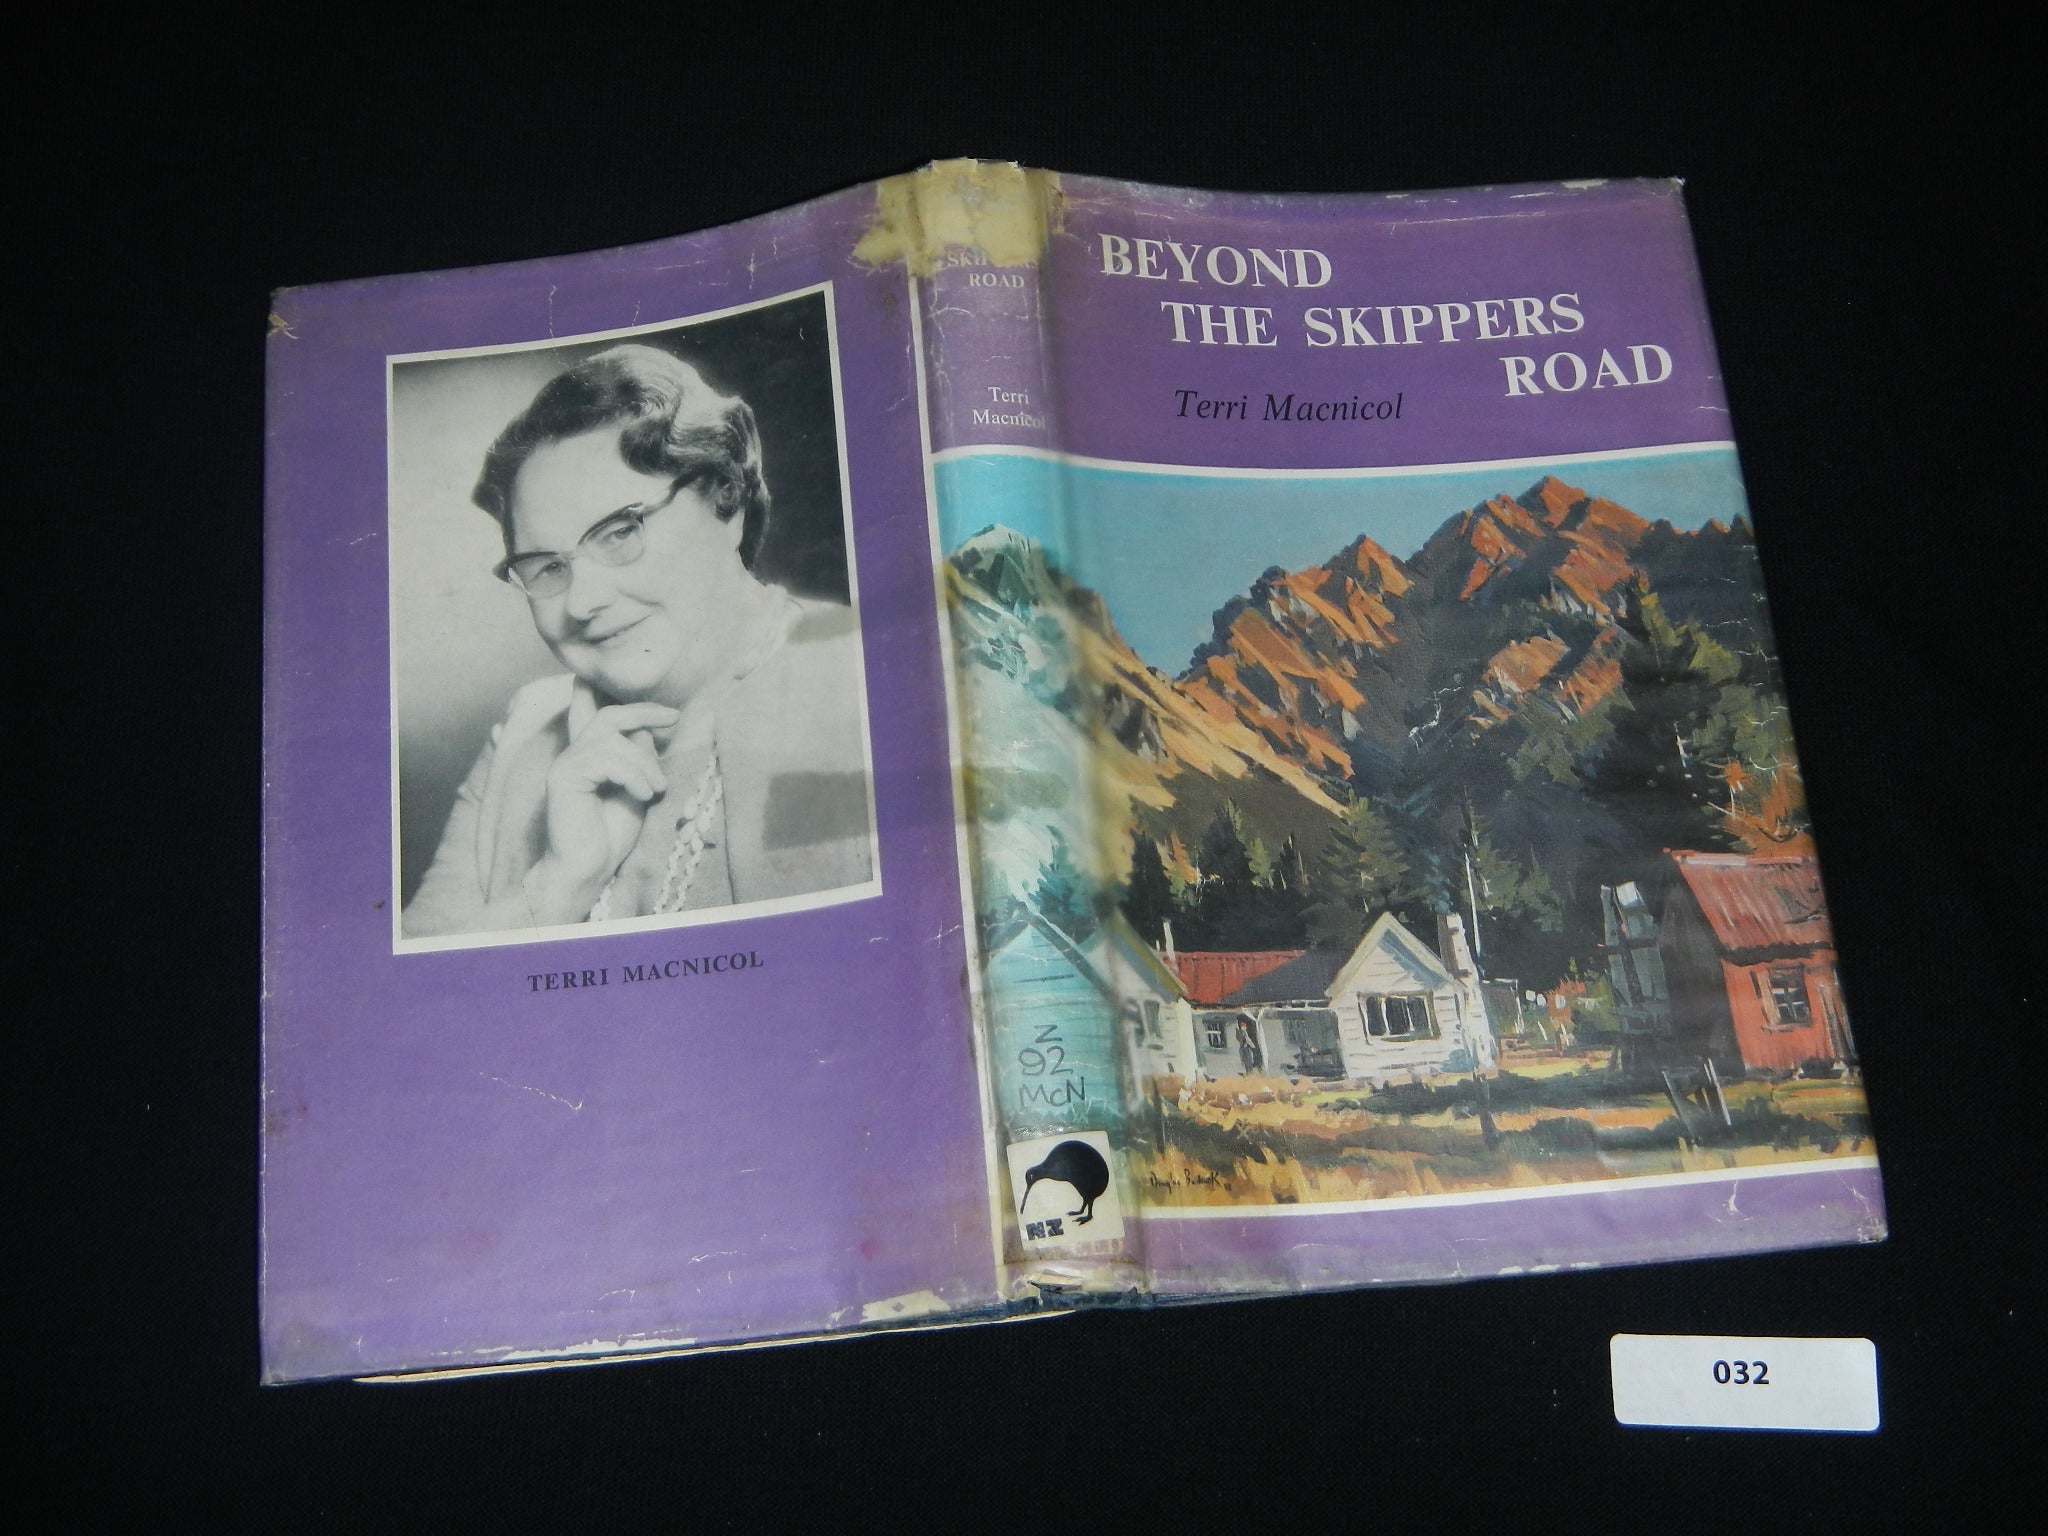 TERRI MACNICOL
ROAD
Terri
Macnicol
Z
92
McN
NZ
BEYOND
THE SKIPPERS
ROAD
Terri Macnicol
032